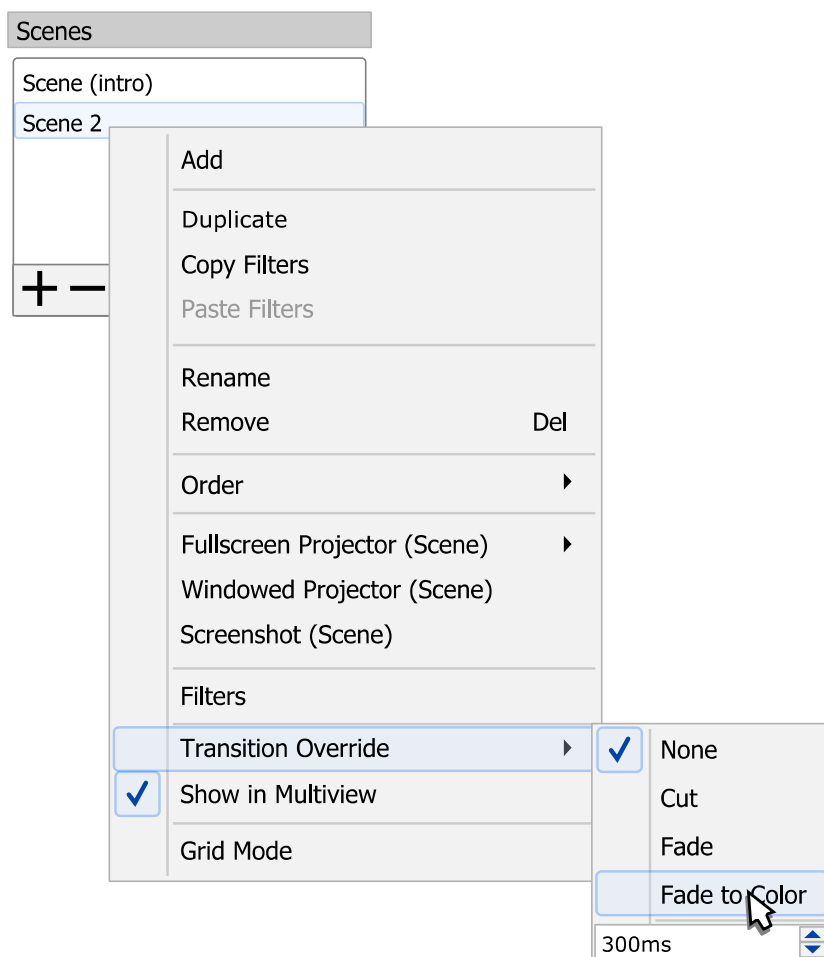 Scenes
Scene (intro)
Scene 2
Add
Duplicate
Copy Filters
Paste Filters
Rename
Remove Del
Order
Fullscreen Projector (Scene)
Windowed Projector (Scene)
Screenshot (Scene)
Filters
Transition Override
Show in Multiview
Grid Mode
None
Cut
Fade
Fade to Color
300ms